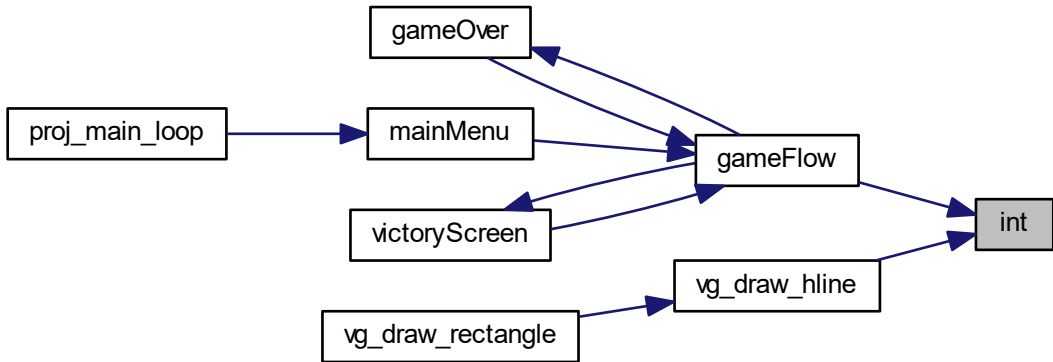 gameOver
proj_main_loop
mainMenu
gameFlow
victoryScreen
int
vg_draw_hline
vg_draw_rectangle